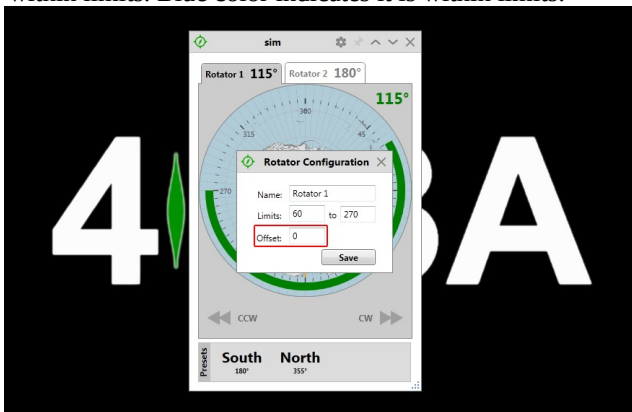 within limits. Blue color indicates it is within limits.
sim
Rotator 1 115° Rotator 2 180°
115°
360
315
45
270
Rotator Configuration
Name: Rotator 1
Limits: 60 to 270
Offset: 0
Save
CCW
CW
Presets
South North
180° 355°
4
A